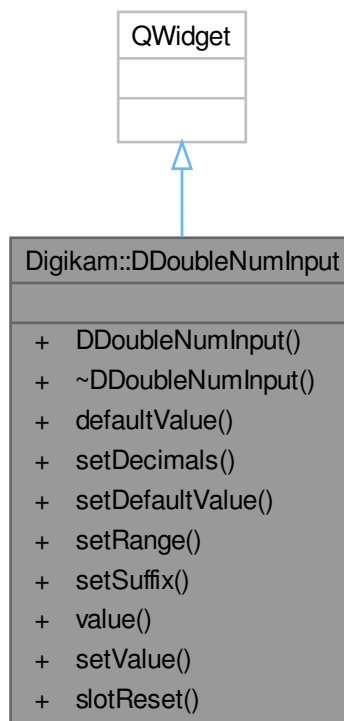 QWidget
Digikam::DDoubleNumInput
+ DDoubleNumInput()
+ ~DDoubleNumInput()
+ defaultValue()
+ setDecimals()
+ setDefaultValue()
+ setRange()
+ setSuffix()
+ value()
+ setValue()
+ slotReset()